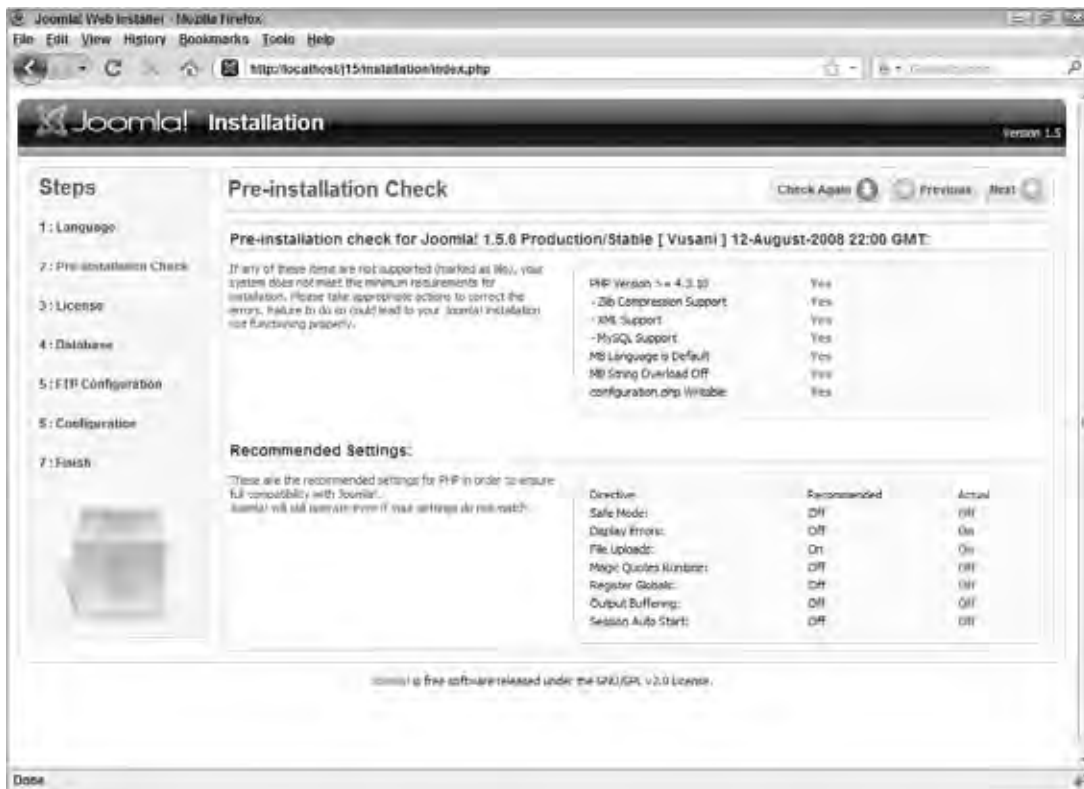 Joomla! Web Installer - Mozilla Firefox
File Edit View History Bookmarks Tools Help
http://localhost/j15/installation/index.php
Joomla! Installation
Version 1.5
Steps
1 : Language
2 : Pre-installation Check
3 : License
4 : Database
5 : FTP Configuration
6 : Configuration
7 : Finish
Pre-installation Check
Check Again Previous Next
Pre-installation check for Joomla! 1.5.6 Production/Stable [ Vusani ] 12-August-2008 22:00 GMT:
If any of these items are not supported (marked as No), your
system does not meet the minimum requirements for
installation. Please take appropriate actions to correct the
errors. Failure to do so could lead to your Joomla! installation
not functioning properly.
PHP Version >= 4.3.10 Yes
- Zlib Compression Support Yes
- XML Support Yes
- MySQL Support Yes
MB Language is Default Yes
MB String Overload Off Yes
configuration.php Writable Yes
Recommended Settings:
These are the recommended settings for PHP in order to ensure
full compatibility with Joomla!.
Joomla! will still operate even if your settings do not match.
Directive Recommended Actual
Safe Mode: Off Off
Display Errors: Off On
File Uploads: On On
Magic Quotes Runtime: Off Off
Register Globals: Off Off
Output Buffering: Off Off
Session Auto Start: Off Off
Joomla! is free software released under the GNU/GPL v2.0 License.
Done